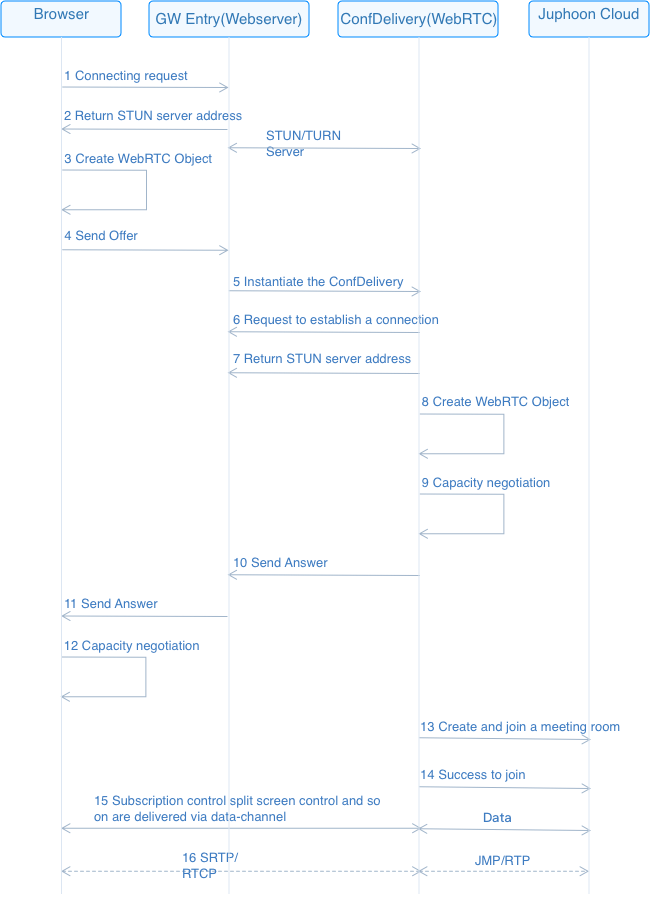 Browser
GW Entry(Webserver)
ConfDelivery(WebRTC)
Juphoon Cloud
1 Connecting request
2 Return STUN server address
STUN/TURN
Server
3 Create WebRTC Object
4 Send Offer
5 Instantiate the ConfDelivery
6 Request to establish a connection
7 Return STUN server address
8 Create WebRTC Object
9 Capacity negotiation
10 Send Answer
11 Send Answer
12 Capacity negotiation
13 Create and join a meeting room
14 Success to join
15 Subscription control split screen control and so
on are delivered via data-channel
Data
16 SRTP/
RTCP
JMP/RTP